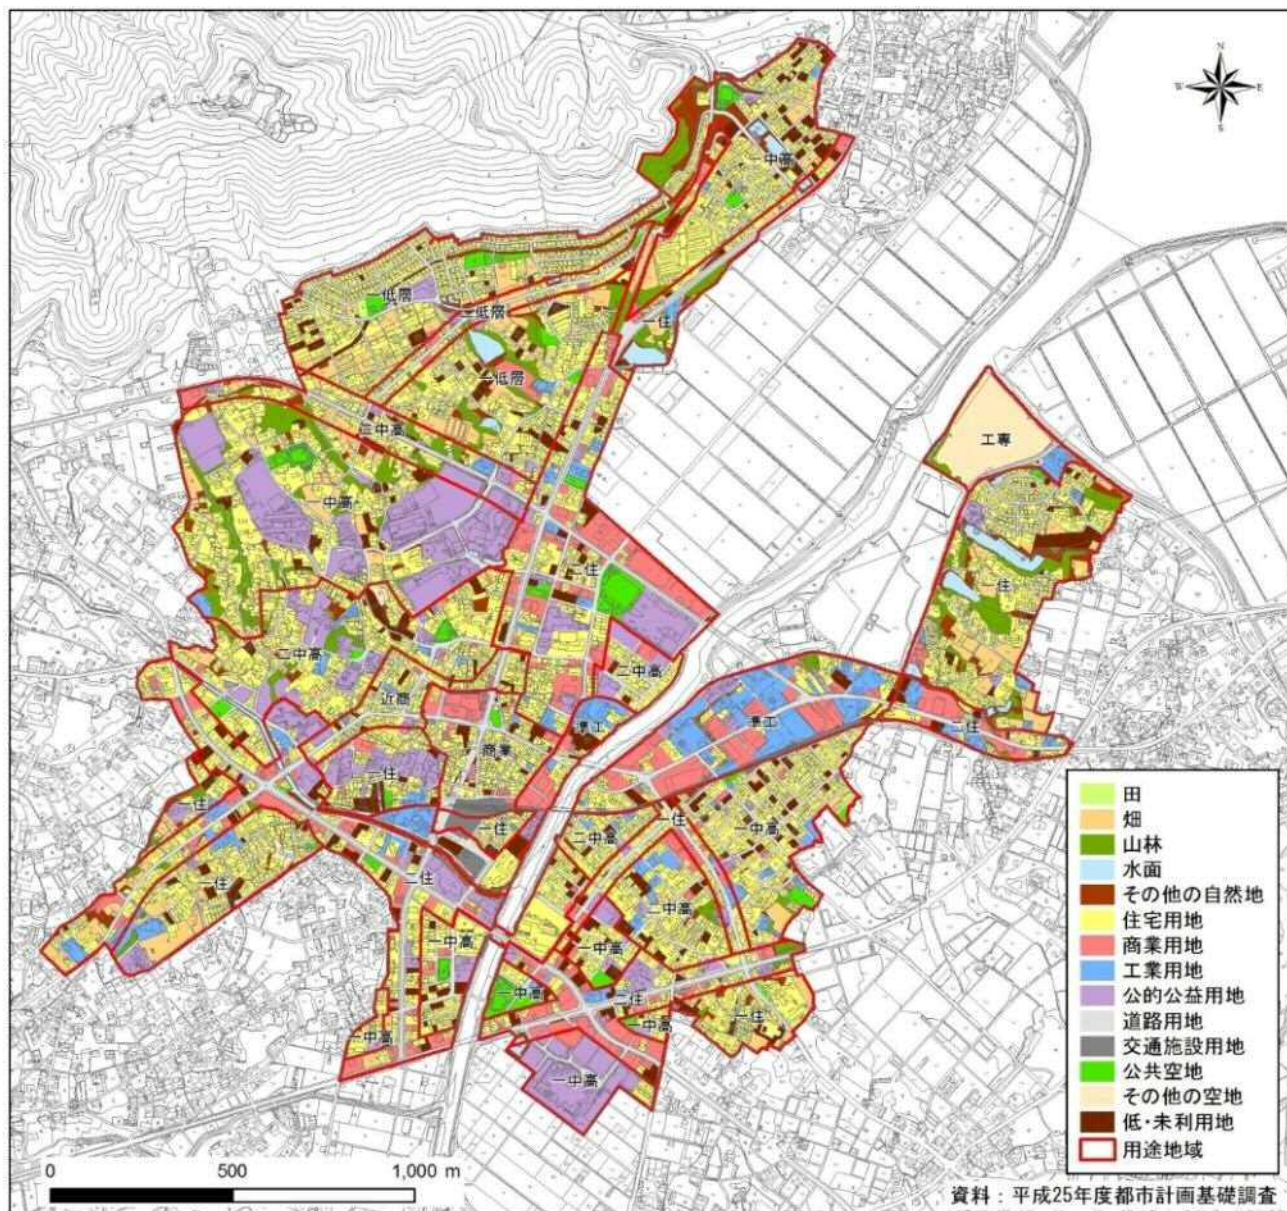 N
W
E
S
一中高
一低層
二低層
一住
一低層
二中高
工専
一中高
二住
一住
二中高
二中高
近商
準工
準工
二住
商業
一住
一住
一住
二中高
一住
一中高
一住
二住
二中高
一中高
一中高
一中高
二住
一中高
一住
一中高
一中高
田
畑
山林
水面
その他の自然地
住宅用地
商業用地
工業用地
公的公益用地
道路用地
交通施設用地
公共空地
その他の空地
低・未利用地
用途地域
0 500 1,000 m
資料：平成25年度都市計画基礎調査